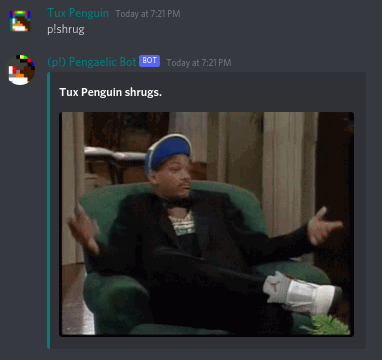 Tux Penguin Today at 7:21 PM
p!shrug
(p!) Pengaelic Bot BOT Today at 7:21 PM
Tux Penguin shrugs.